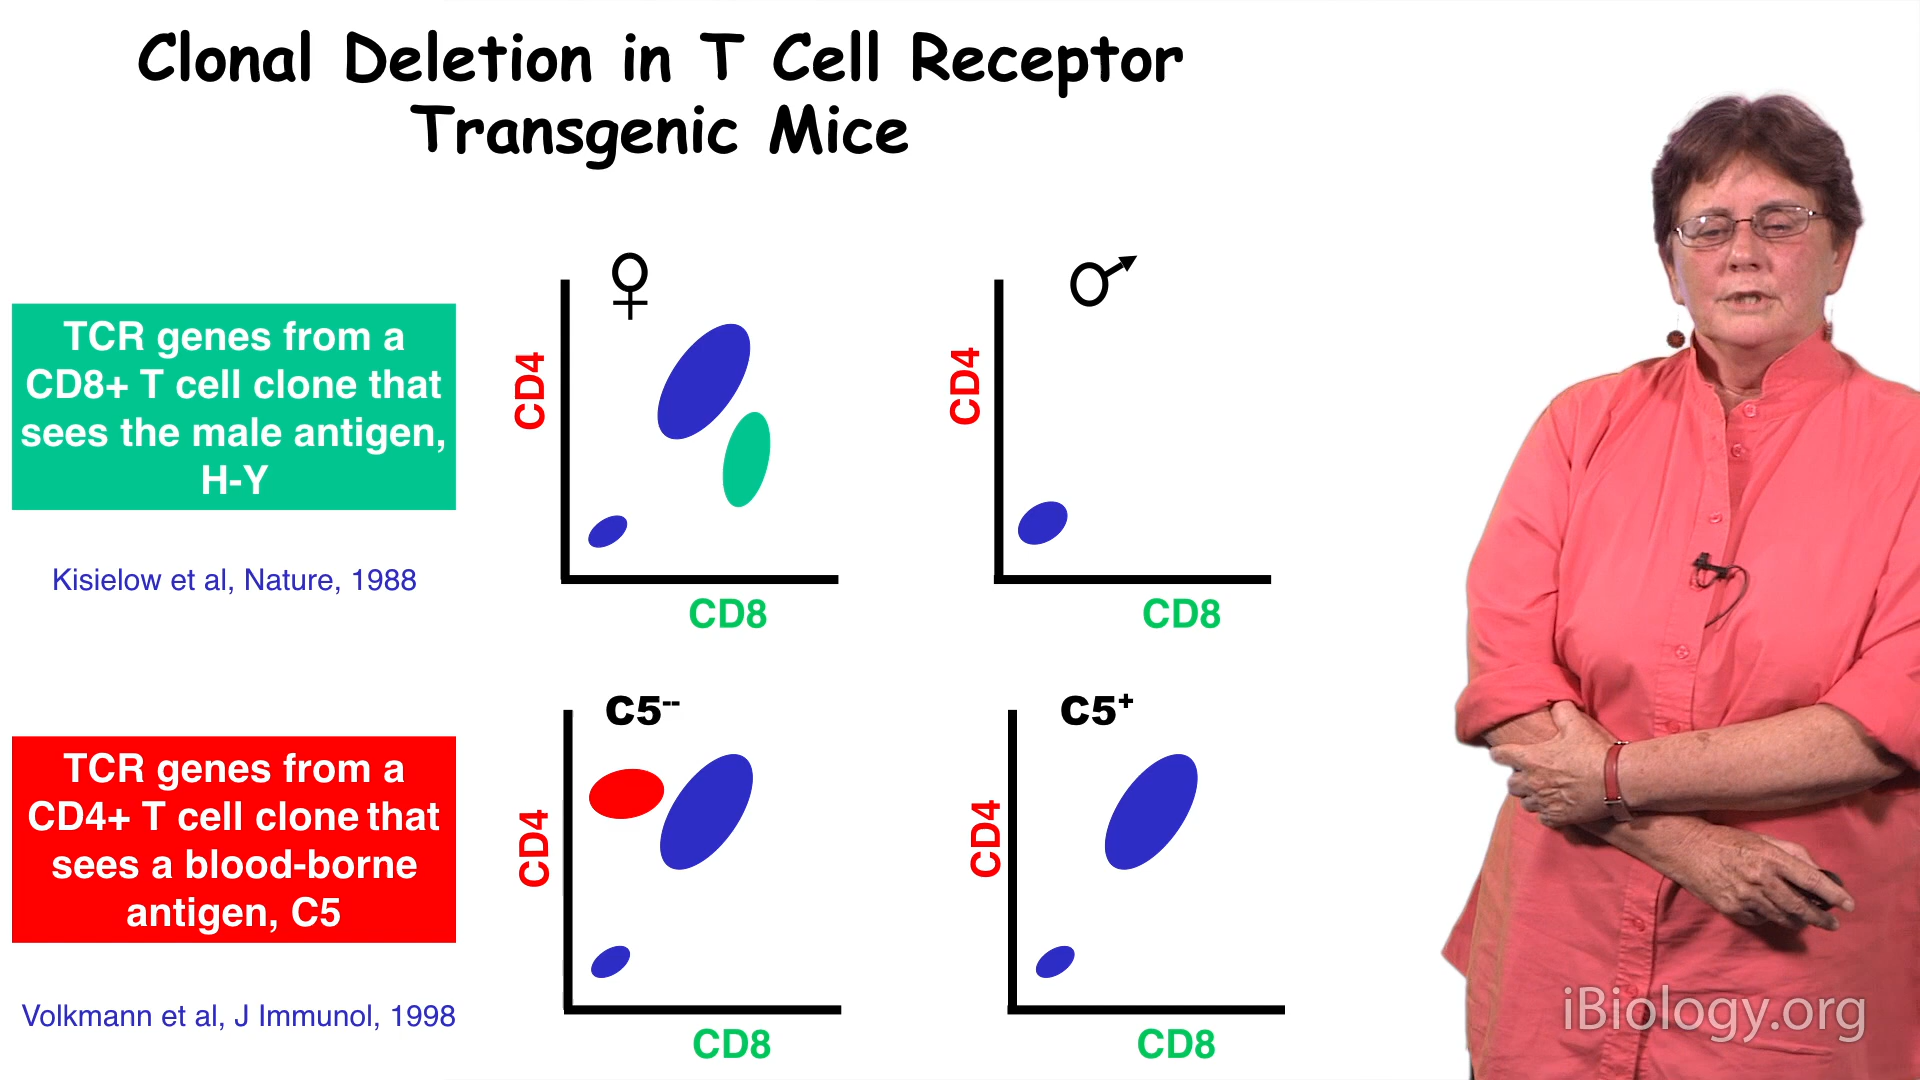 Clonal Deletion in T Cell Receptor
Transgenic Mice
TCR genes from a
CD8+ T cell clone that
sees the male antigen,
H-Y
Kisielow et al, Nature, 1988
CD4
CD8
CD4
CD8
TCR genes from a
CD4+ T cell clone that
sees a blood-borne
antigen, C5
Volkmann et al, J Immunol, 1998
C5--
CD4
CD8
C5+
CD4
CD8
iBiology.org